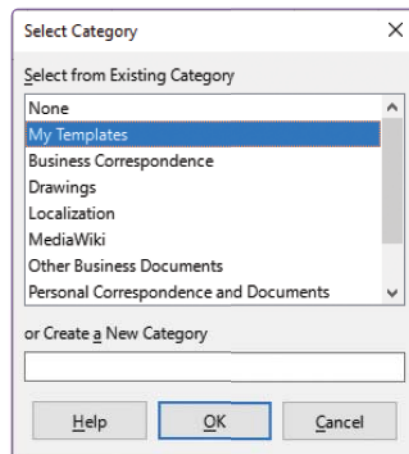 Select Category
Select from Existing Category
None
My Templates
Business Correspondence
Drawings
Localization
MediaWiki
Other Business Documents
Personal Correspondence and Documents
or Create a New Category
Help OK Cancel